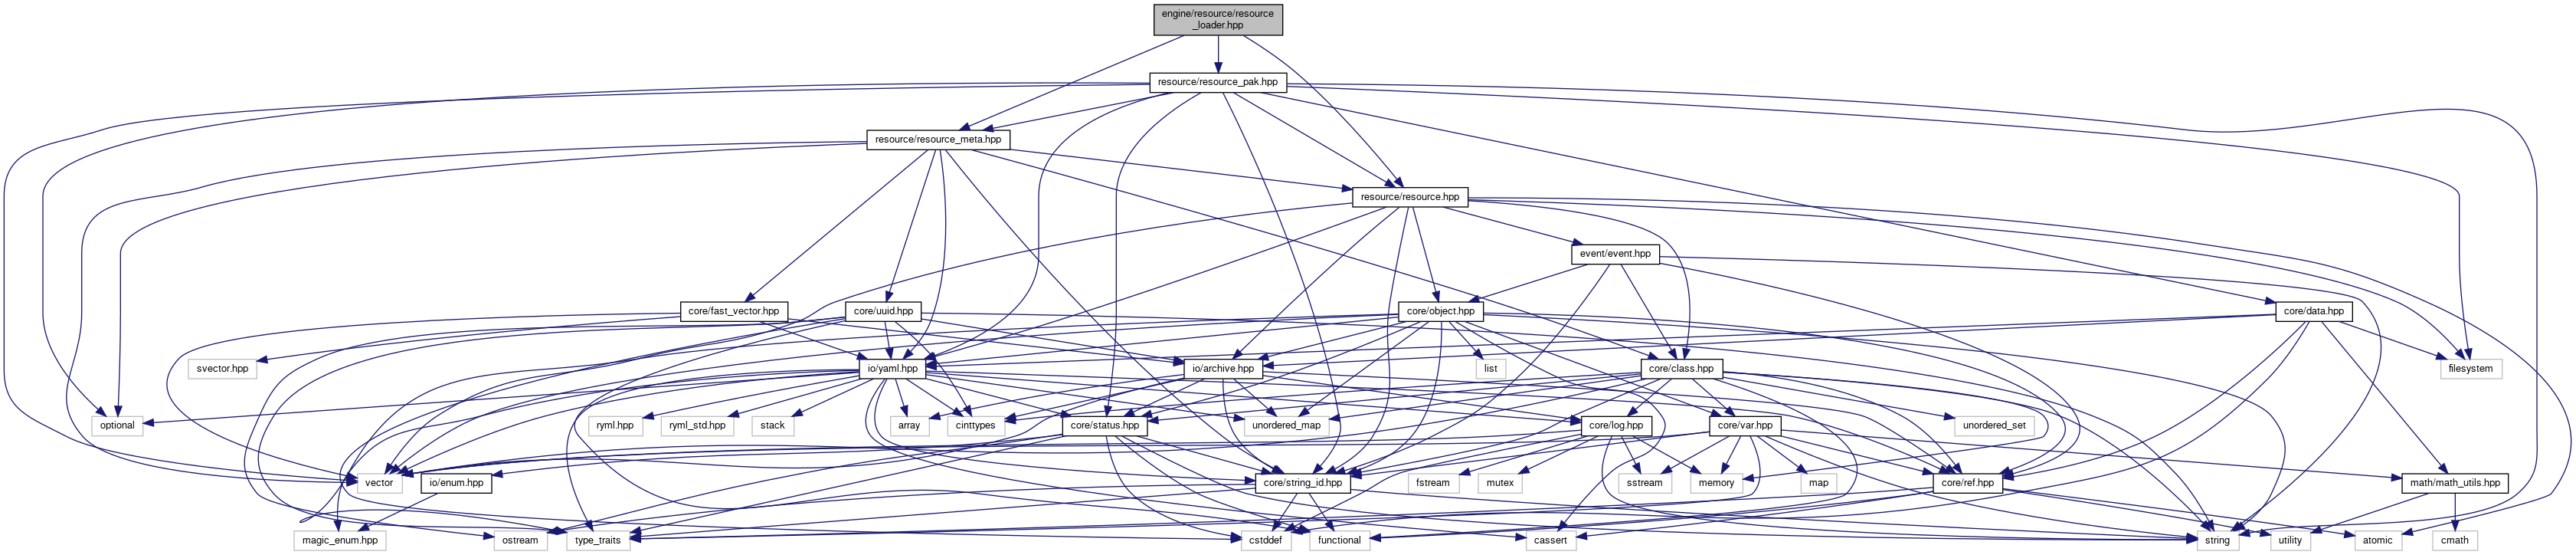 engine/resource/resource
_loader.hpp
resource/resource_pak.hpp
resource/resource_meta.hpp
resource/resource.hpp
event/event.hpp
core/fast_vector.hpp
core/uuid.hpp
core/object.hpp
core/data.hpp
svector.hpp
io/yaml.hpp
io/archive.hpp
list
core/class.hpp
filesystem
optional
ryml.hpp
ryml_std.hpp
stack
array
cinttypes
core/status.hpp
unordered_map
core/log.hpp
core/var.hpp
unordered_set
vector
io/enum.hpp
fstream
mutex
core/string_id.hpp
sstream
memory
map
core/ref.hpp
math/math_utils.hpp
magic_enum.hpp
ostream
type_traits
cstddef
functional
cassert
string
utility
atomic
cmath